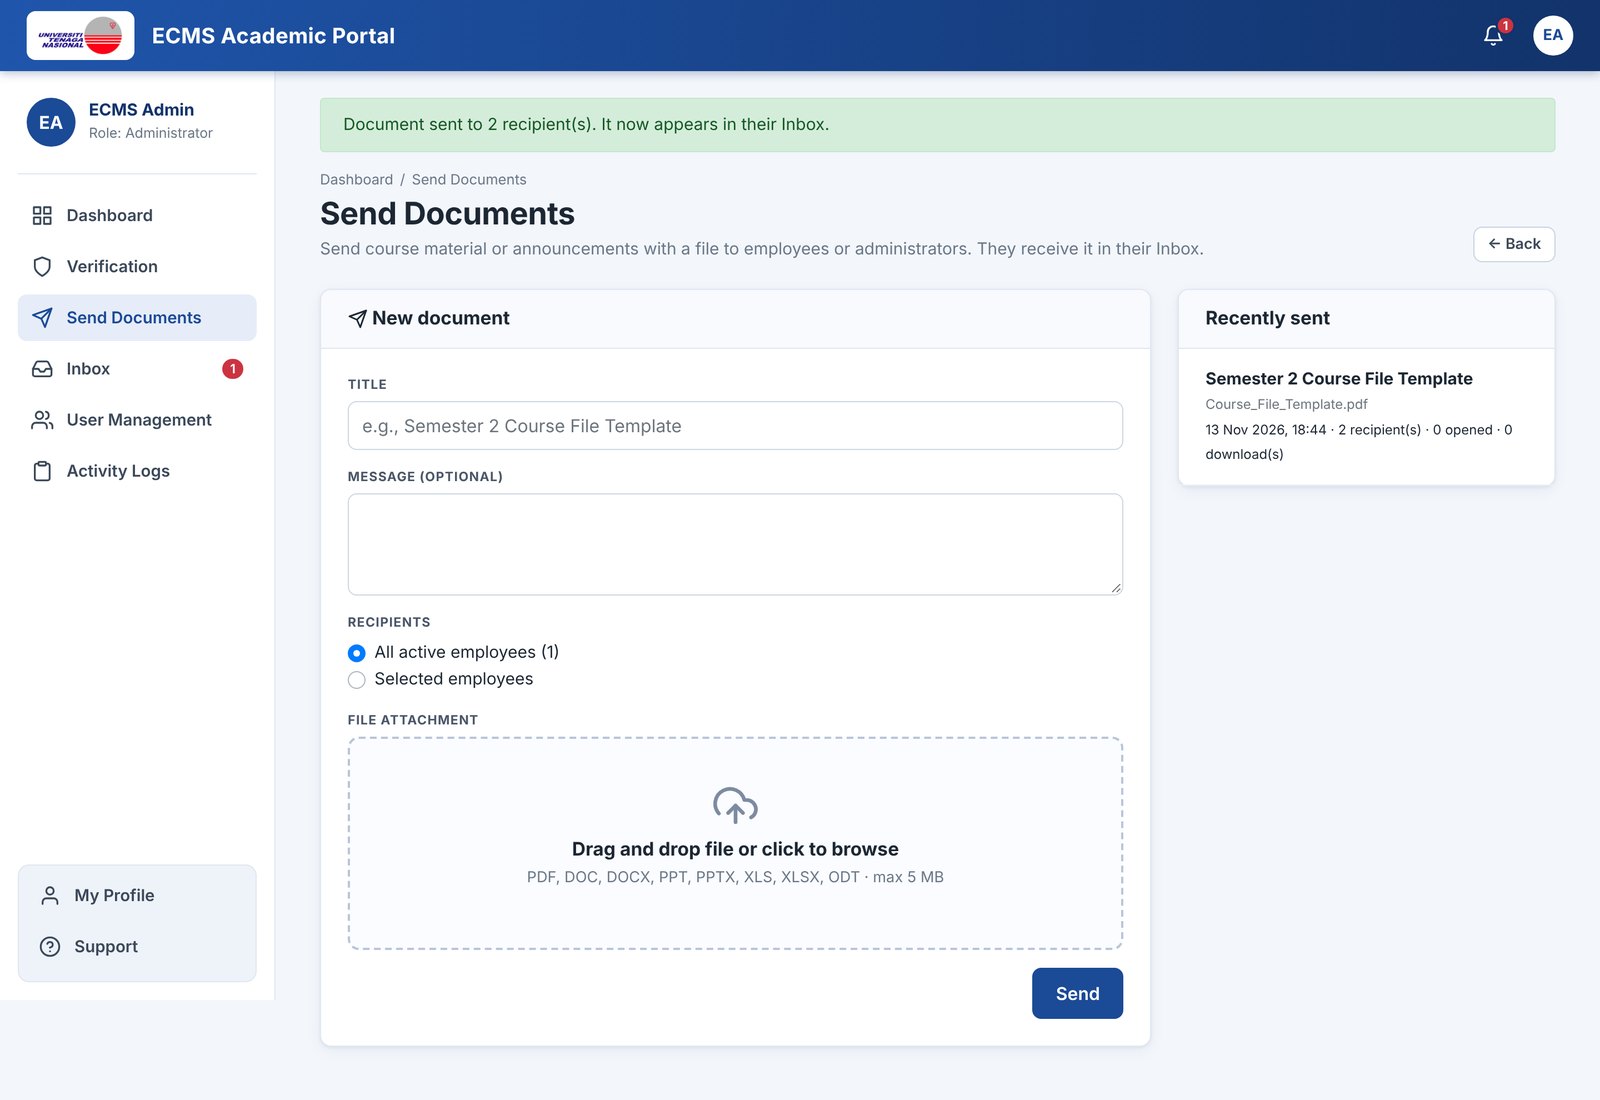 UNIVERSITI
TENAGA
NASIONAL
ECMS Academic Portal
1
EA
EA
ECMS Admin
Role: Administrator
Dashboard
Verification
Send Documents
Inbox
1
User Management
Activity Logs
My Profile
Support
Document sent to 2 recipient(s). It now appears in their Inbox.
Dashboard / Send Documents
Send Documents
Send course material or announcements with a file to employees or administrators. They receive it in their Inbox.
← Back
New document
TITLE
e.g., Semester 2 Course File Template
MESSAGE (OPTIONAL)
RECIPIENTS
All active employees (1)
Selected employees
FILE ATTACHMENT
Drag and drop file or click to browse
PDF, DOC, DOCX, PPT, PPTX, XLS, XLSX, ODT · max 5 MB
Send
Recently sent
Semester 2 Course File Template
Course_File_Template.pdf
13 Nov 2026, 18:44 · 2 recipient(s) · 0 opened · 0
download(s)